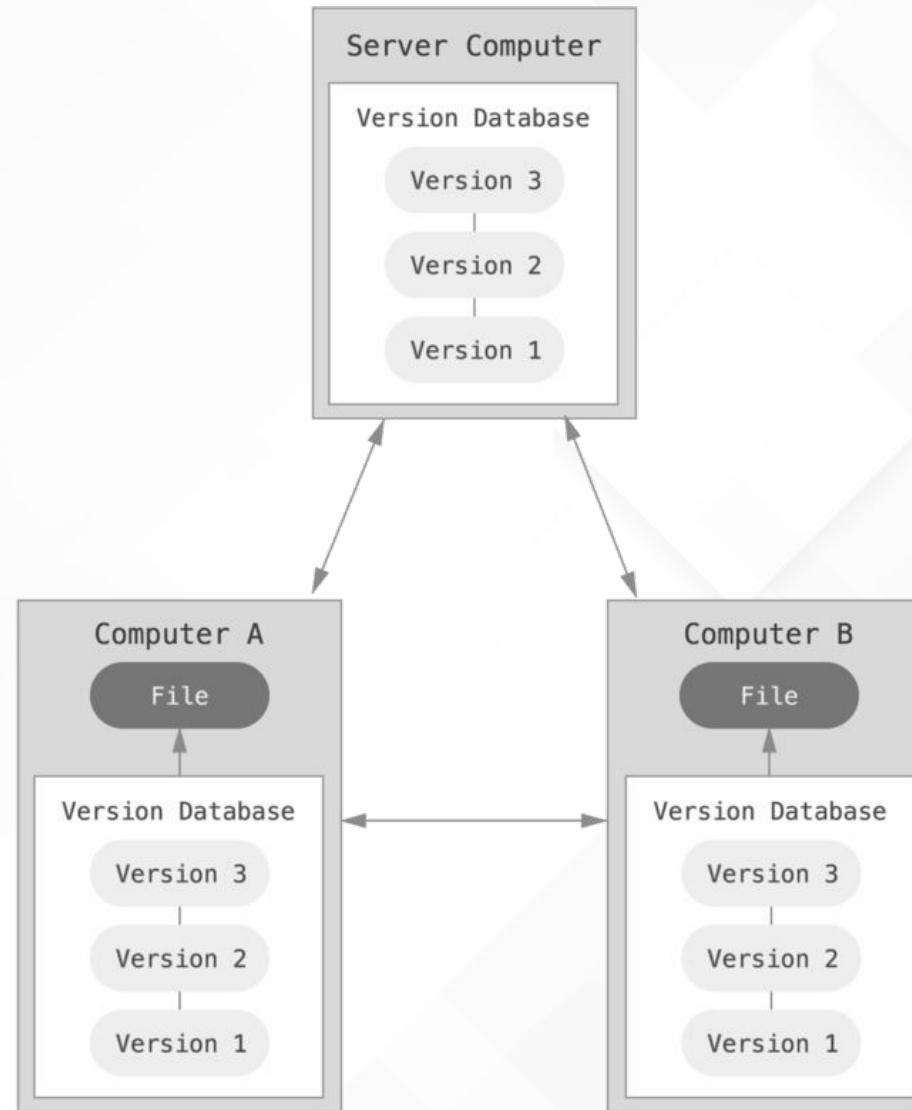 Server Computer
Version Database
Version 3
Version 2
Version 1
Computer A
File
Version Database
Version 3
Version 2
Version 1
Computer B
File
Version Database
Version 3
Version 2
Version 1